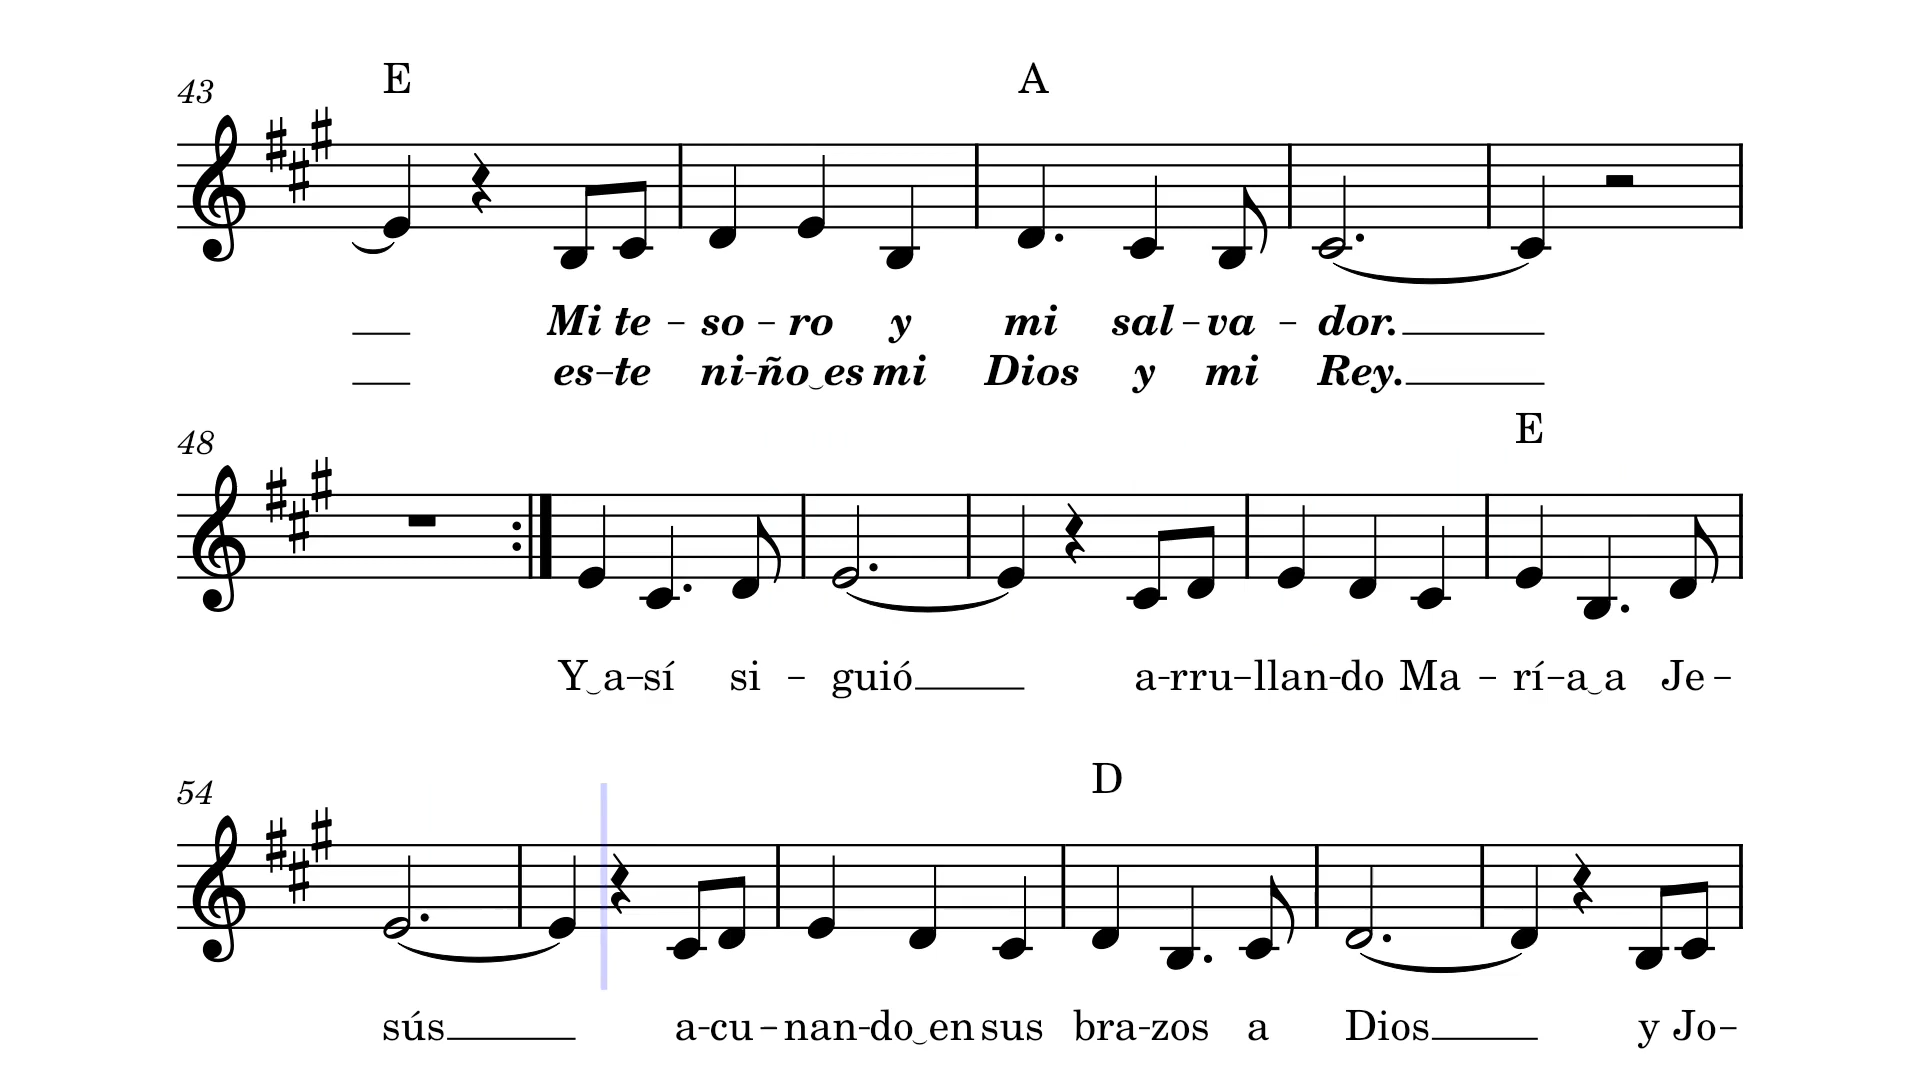 43 E A
Mi te – so – ro y mi sal – va – dor.
es – te ni – ño‿es mi Dios y mi Rey.
48 E
Y‿a – sí si – guió a – rru – llan – do Ma – rí – a‿a Je –
54 D
sús a – cu – nan – do‿en sus bra – zos a Dios y Jo –